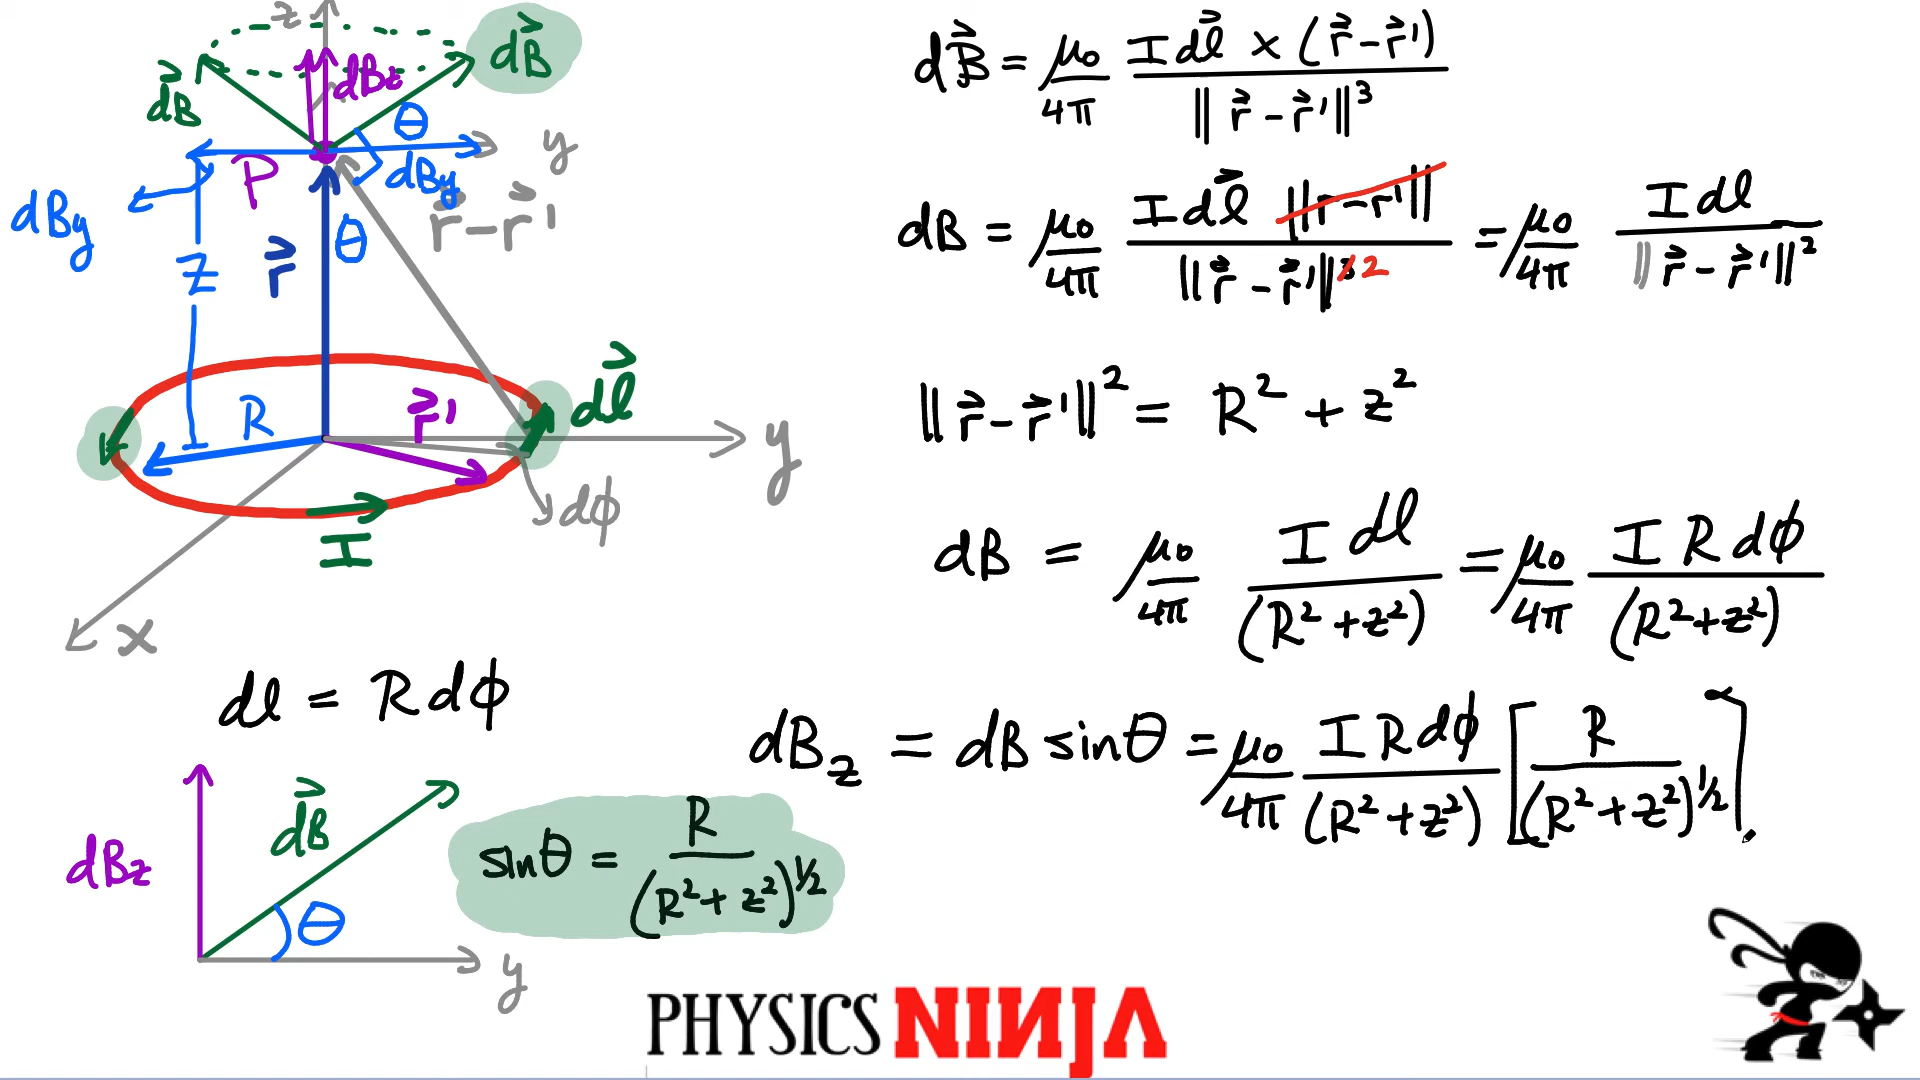 z
dB⃗
dB⃗
dBz
θ
y
P
dBy
dBy
r⃗ - r⃗ '
θ
r⃗
z
R
r⃗ '
dl⃗
y
dϕ
I
x
dl = R dϕ
dBz
dB⃗
θ
y
sinθ = R / (R² + z²)^1/2
dB⃗ = μ₀/4π I dl⃗ × (r⃗ - r⃗ ') / ‖ r⃗ - r⃗ '‖³
dB = μ₀/4π I dl⃗ ‖r - r'‖ / ‖r⃗ - r⃗ '‖³ 2 = μ₀/4π I dl / ‖ r⃗ - r⃗ '‖²
‖ r⃗ - r⃗ '‖² = R² + z²
dB = μ₀/4π I dl / (R² + z²) = μ₀/4π I R dϕ / (R² + z²)
dBz = dB sinθ = μ₀/4π I R dϕ / (R² + z²) [ R / (R² + z²)^1/2 ]
PHYSICS NINJA